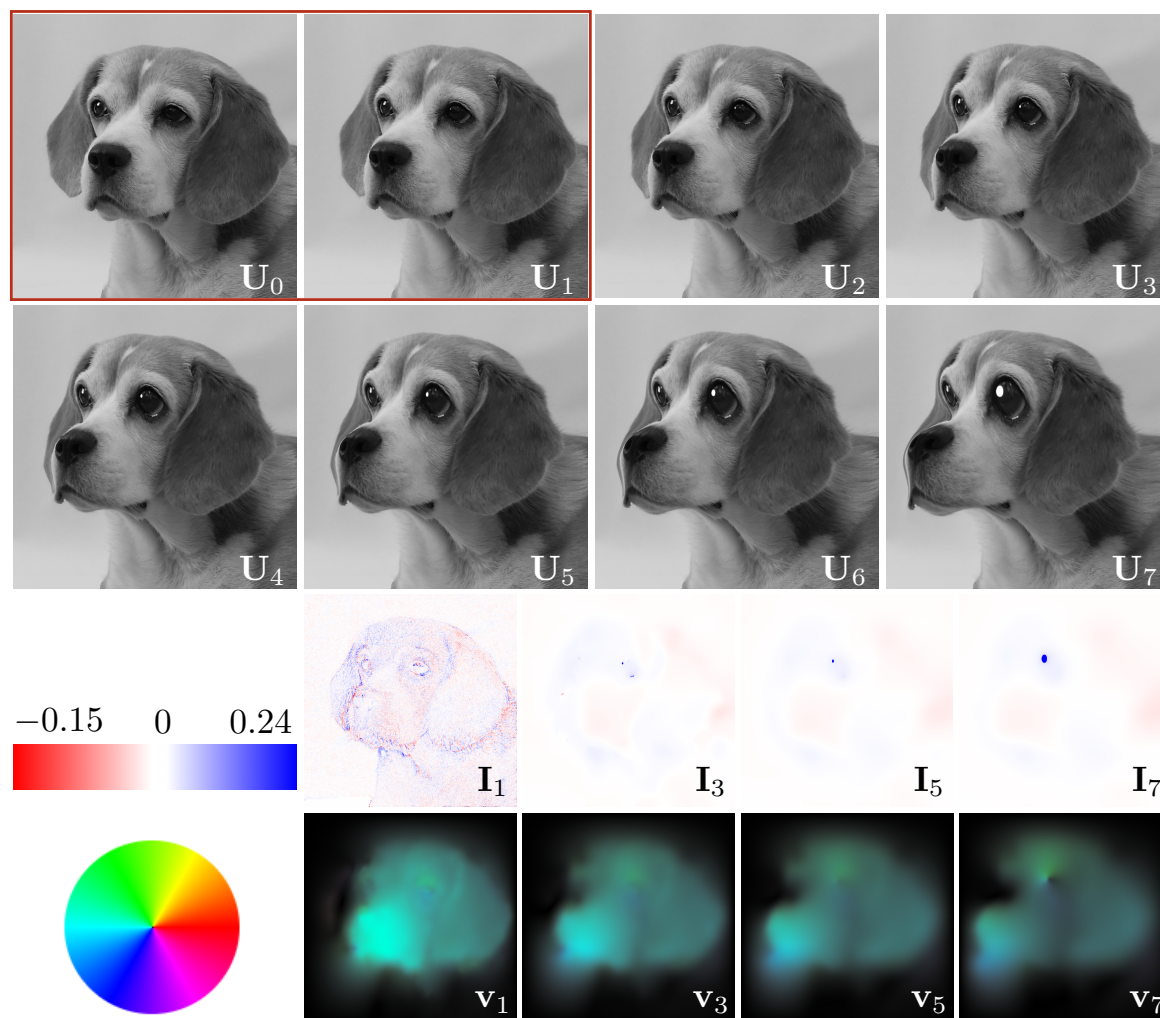 U₀ U₁ U₂ U₃
U₄ U₅ U₆ U₇
−0.15 0 0.24
I₁ I₃ I₅ I₇
v₁ v₃ v₅ v₇